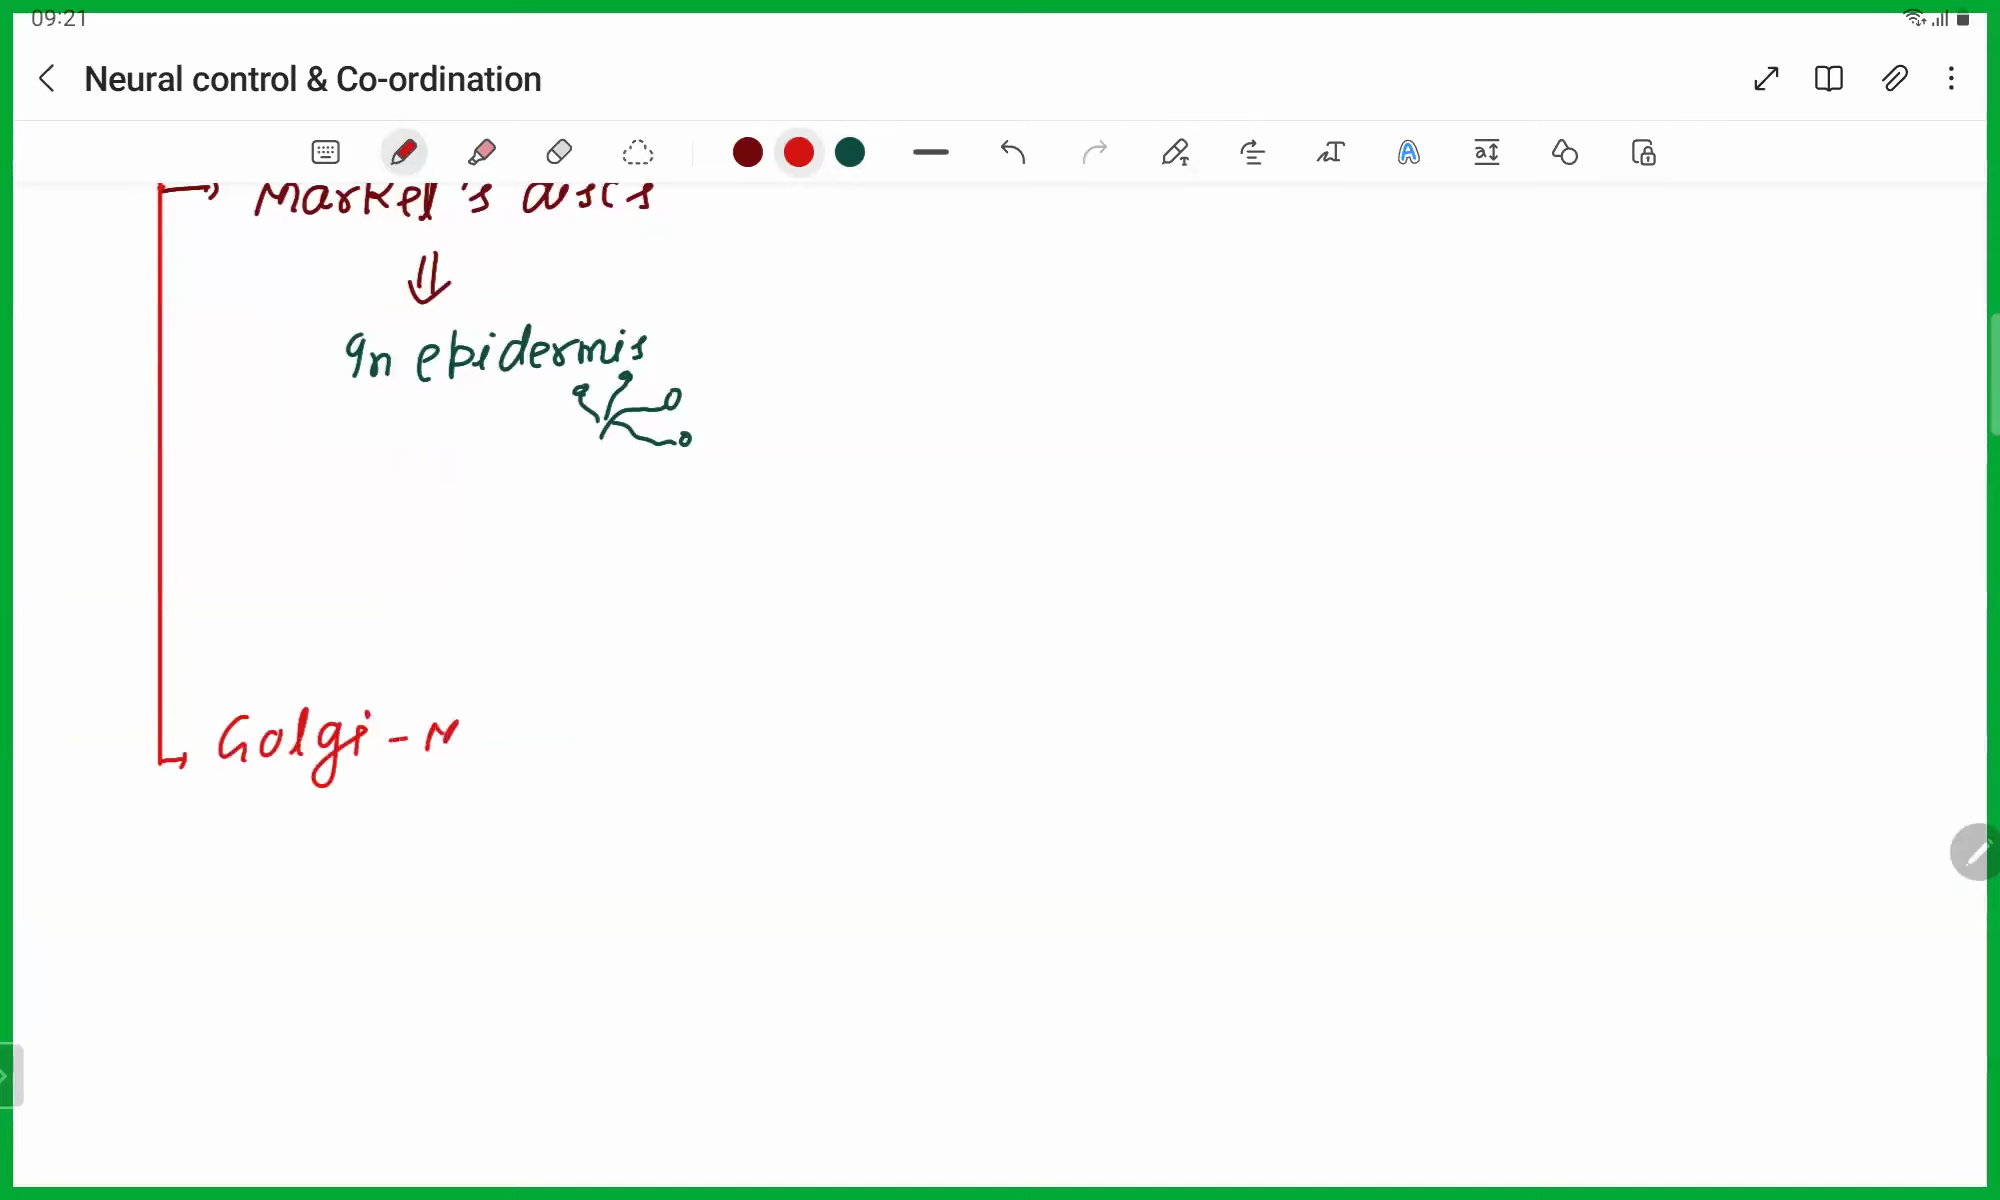 09:21
Neural control & Co-ordination
Markel's discs
In epidermis
Golgi - M